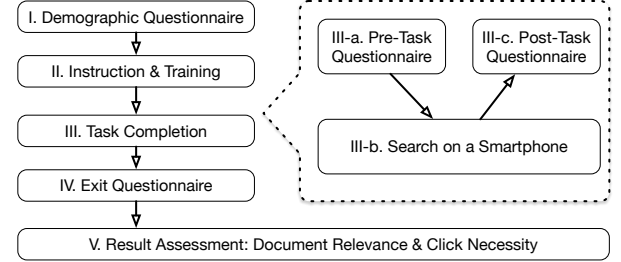 I. Demographic Questionnaire
II. Instruction & Training
III. Task Completion
IV. Exit Questionnaire
V. Result Assessment: Document Relevance & Click Necessity
III-a. Pre-Task
Questionnaire
III-c. Post-Task
Questionnaire
III-b. Search on a Smartphone